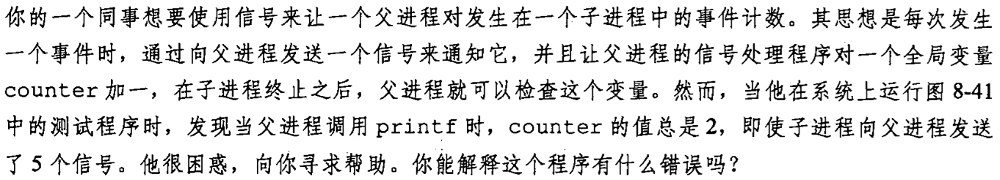 你的一个同事想要使用信号来让一个父进程对发生在一个子进程中的事件计数。其思想是每次发生
一个事件时，通过向父进程发送一个信号来通知它，并且让父进程的信号处理程序对一个全局变量
counter 加一，在子进程终止之后，父进程就可以检查这个变量。然而，当他在系统上运行图 8-41
中的测试程序时，发现当父进程调用 printf 时，counter 的值总是 2，即使子进程向父进程发送
了 5 个信号。他很困惑，向你寻求帮助。你能解释这个程序有什么错误吗？